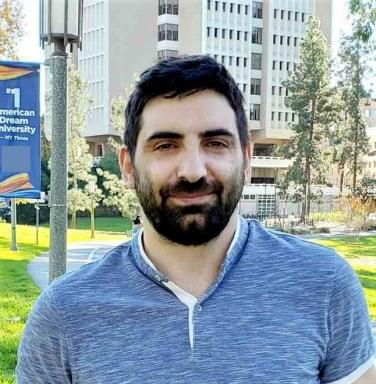 #1
American
Dream
University
– NY Times